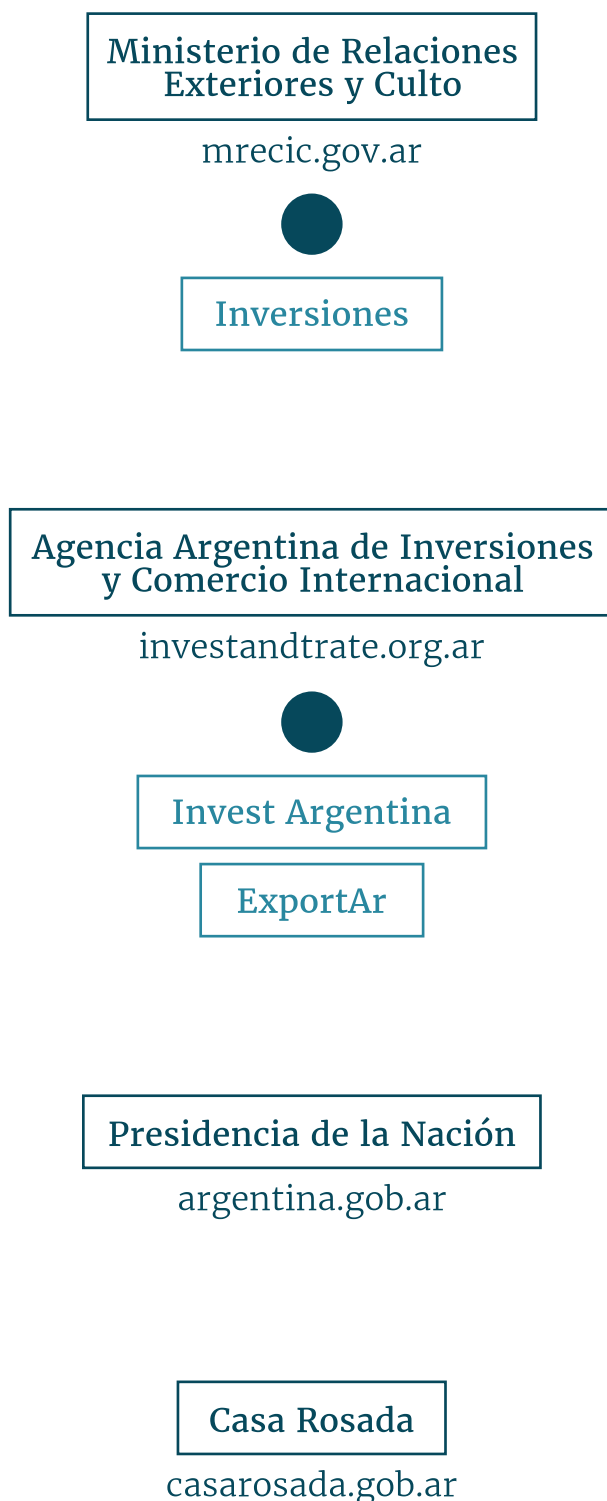 Ministerio de Relaciones
Exteriores y Culto
mrecic.gov.ar
Inversiones
Agencia Argentina de Inversiones
y Comercio Internacional
investandtrate.org.ar
Invest Argentina
ExportAr
Presidencia de la Nación
argentina.gob.ar
Casa Rosada
casarosada.gob.ar